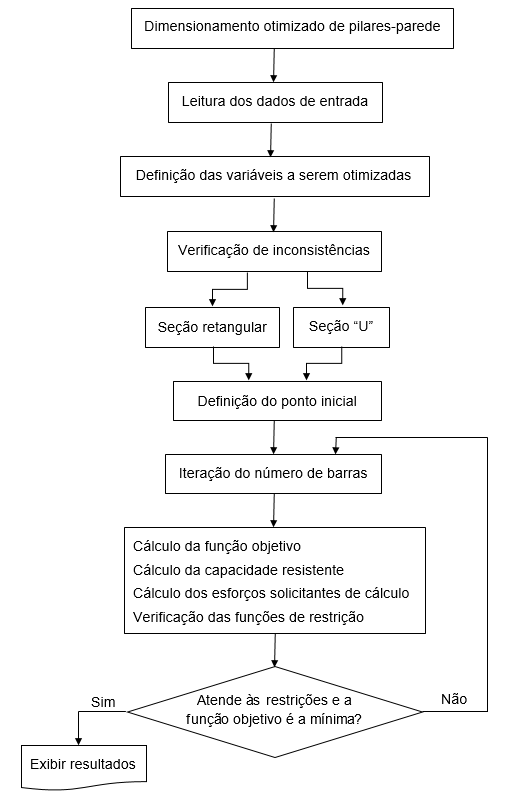 Dimensionamento otimizado de pilares-parede
Leitura dos dados de entrada
Definição das variáveis a serem otimizadas
Verificação de inconsistências
Seção retangular
Seção “U”
Definição do ponto inicial
Iteração do número de barras
Cálculo da função objetivo
Cálculo da capacidade resistente
Cálculo dos esforços solicitantes de cálculo
Verificação das funções de restrição
Sim
Atende às restrições e a
função objetivo é a mínima?
Não
Exibir resultados